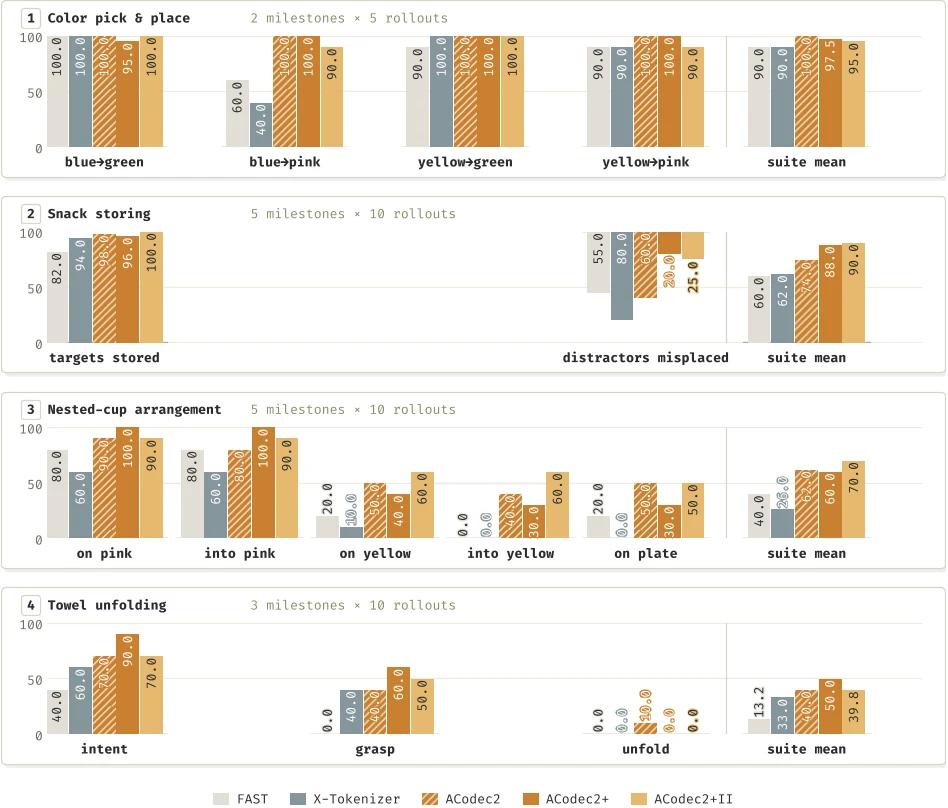 1 Color pick & place 2 milestones × 5 rollouts
100
50
0
100.0 100.0 100.0 95.0 100.0
60.0 40.0 100.0 100.0 90.0
90.0 100.0 100.0 100.0 100.0
90.0 90.0 100.0 100.0 90.0
90.0 90.0 100.0 97.5 95.0
blue→green blue→pink yellow→green yellow→pink suite mean
2 Snack storing 5 milestones × 10 rollouts
100
50
0
82.0 94.0 98.0 96.0 100.0
55.0 80.0 60.0 20.0 25.0
60.0 62.0 74.0 88.0 90.0
targets stored distractors misplaced suite mean
3 Nested-cup arrangement 5 milestones × 10 rollouts
100
50
0
80.0 60.0 90.0 100.0 90.0
80.0 60.0 80.0 100.0 90.0
20.0 10.0 50.0 40.0 60.0
0.0 0.0 40.0 30.0 60.0
20.0 0.0 50.0 30.0 50.0
40.0 26.0 62.0 60.0 70.0
on pink into pink on yellow into yellow on plate suite mean
4 Towel unfolding 3 milestones × 10 rollouts
100
50
0
40.0 60.0 70.0 90.0 70.0
0.0 40.0 40.0 60.0 50.0
0.0 0.0 10.0 0.0 0.0
13.2 33.0 40.0 50.0 39.8
intent grasp unfold suite mean
FAST X-Tokenizer ACodec2 ACodec2+ ACodec2+II